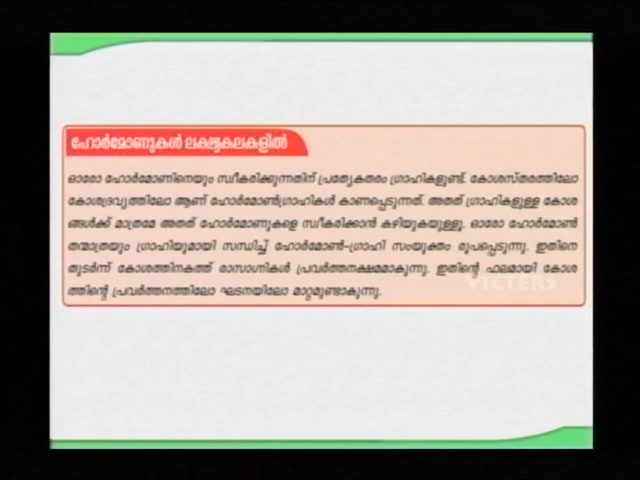 ഹോർമോണുകൾ ലക്ഷ്യകലകളിൽ
ഓരോ ഹോർമോണിനെയും സ്വീകരിക്കുന്നതിന് പ്രത്യേകതരം ഗ്രാഹികളുണ്ട്. കോശസ്തരത്തിലോ
കോശദ്രവ്യത്തിലോ ആണ് ഹോർമോൺഗ്രാഹികൾ കാണപ്പെടുന്നത്. അതത് ഗ്രാഹികളുള്ള കോശ
ങ്ങൾക്ക് മാത്രമേ അതത് ഹോർമോണുകളെ സ്വീകരിക്കാൻ കഴിയുകയുള്ളൂ. ഓരോ ഹോർമോൺ
തന്മാത്രയും ഗ്രാഹിയുമായി സന്ധിച്ച് ഹോർമോൺ-ഗ്രാഹി സംയുക്തം രൂപപ്പെടുന്നു. ഇതിനെ
തുടർന്ന് കോശത്തിനകത്ത് രാസാഗ്നികൾ പ്രവർത്തനക്ഷമമാകുന്നു. ഇതിന്റെ ഫലമായി കോശ
ത്തിന്റെ പ്രവർത്തനത്തിലോ ഘടനയിലോ മാറ്റമുണ്ടാകുന്നു.
VICTERS